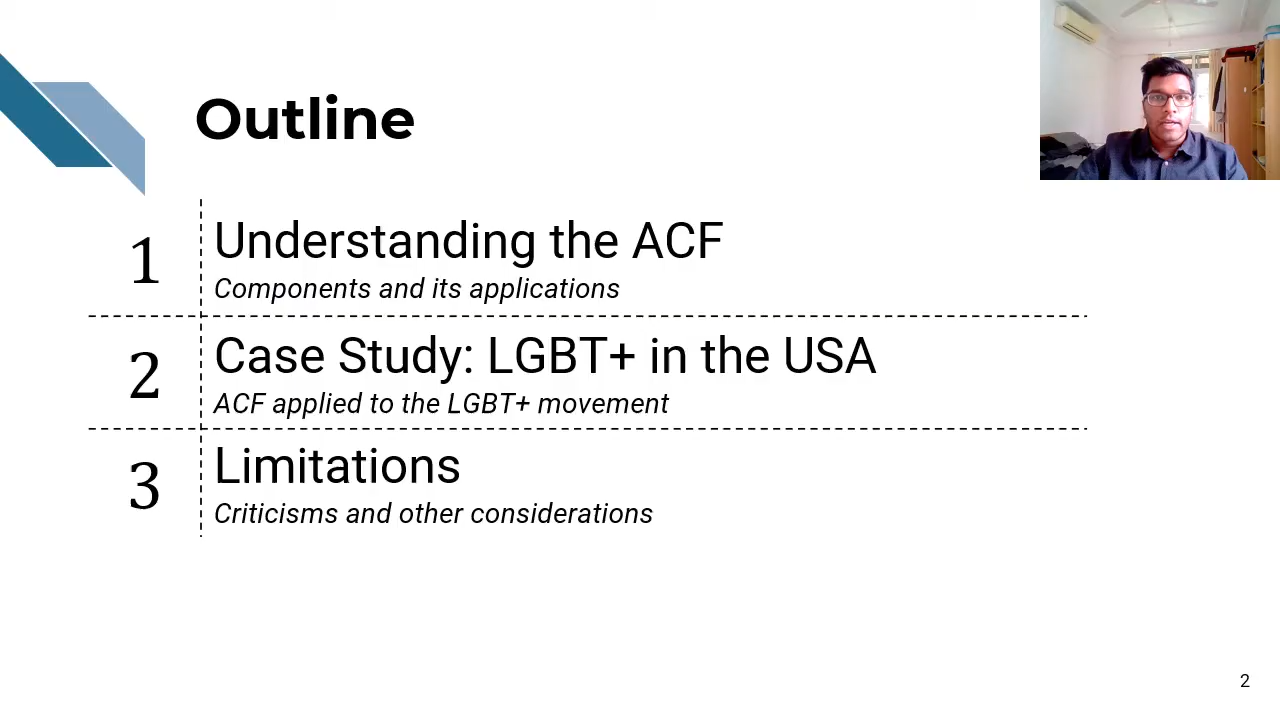 Outline
1
Understanding the ACF
Components and its applications
2
Case Study: LGBT+ in the USA
ACF applied to the LGBT+ movement
3
Limitations
Criticisms and other considerations
2